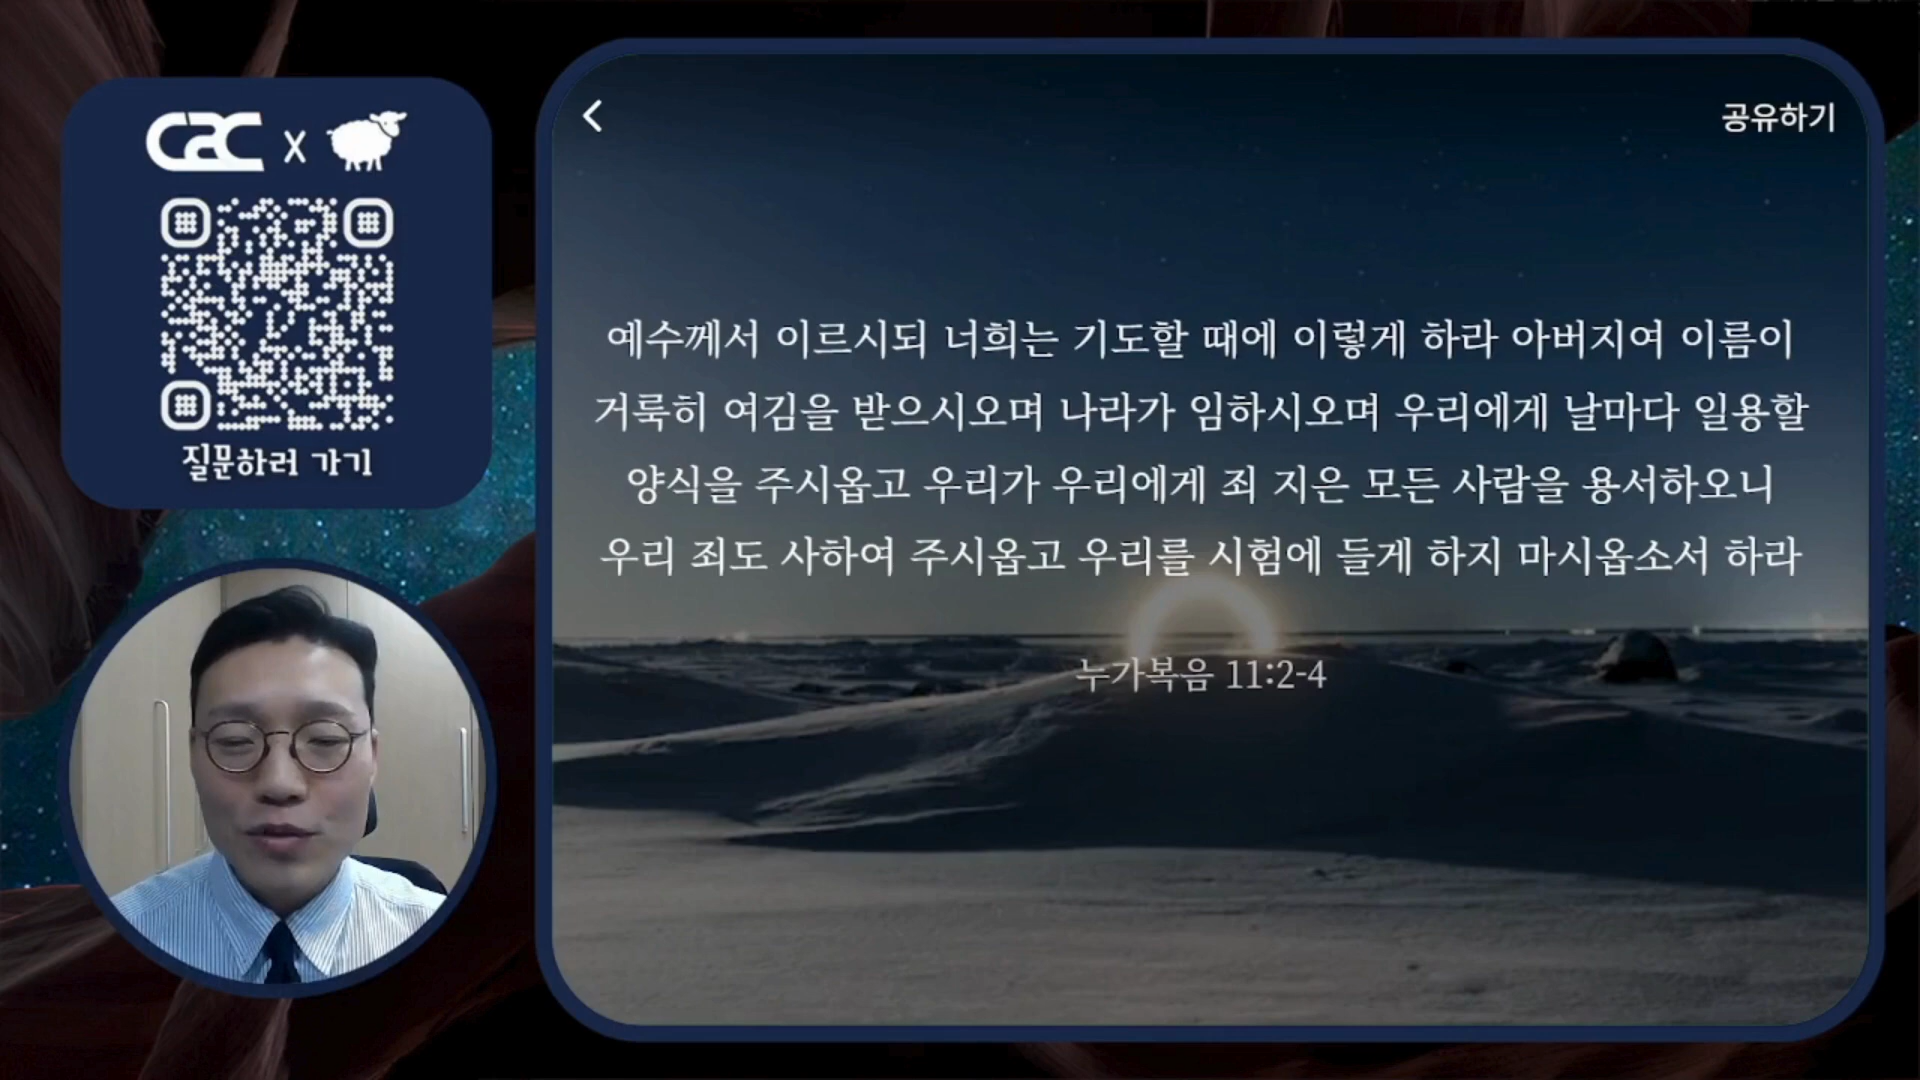 CAC X
질문하러 가기
공유하기
예수께서 이르시되 너희는 기도할 때에 이렇게 하라 아버지여 이름이
거룩히 여김을 받으시오며 나라가 임하시오며 우리에게 날마다 일용할
양식을 주시옵고 우리가 우리에게 죄 지은 모든 사람을 용서하오니
우리 죄도 사하여 주시옵고 우리를 시험에 들게 하지 마시옵소서 하라
누가복음 11:2-4